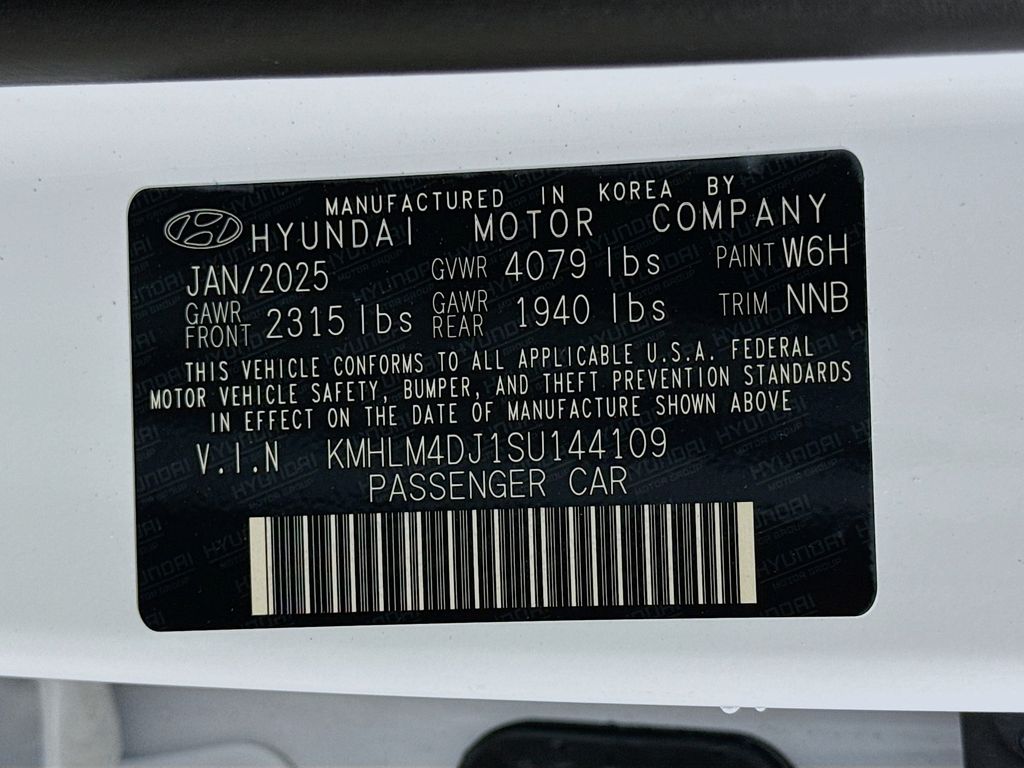 MANUFACTURED IN KOREA BY
HYUNDAI MOTOR COMPANY
JAN/2025 GVWR 4079 lbs PAINT W6H
GAWR FRONT 2315 lbs GAWR REAR 1940 lbs TRIM NNB
THIS VEHICLE CONFORMS TO ALL APPLICABLE U.S.A. FEDERAL
MOTOR VEHICLE SAFETY, BUMPER, AND THEFT PREVENTION STANDARDS
IN EFFECT ON THE DATE OF MANUFACTURE SHOWN ABOVE
V.I.N KMHLM4DJ1SU144109
PASSENGER CAR